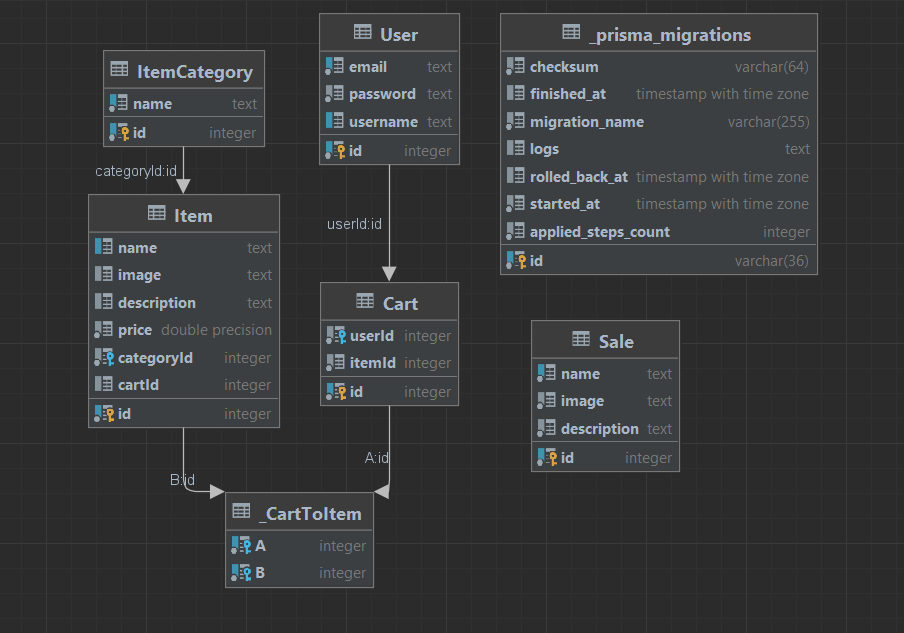 ItemCategory
name text
id integer
categoryId:id
Item
name text
image text
description text
price double precision
categoryId integer
cartId integer
id integer
B:id
User
email text
password text
username text
id integer
userId:id
Cart
userId integer
itemId integer
id integer
A:id
_CartToItem
A integer
B integer
_prisma_migrations
checksum varchar(64)
finished_at timestamp with time zone
migration_name varchar(255)
logs text
rolled_back_at timestamp with time zone
started_at timestamp with time zone
applied_steps_count integer
id varchar(36)
Sale
name text
image text
description text
id integer